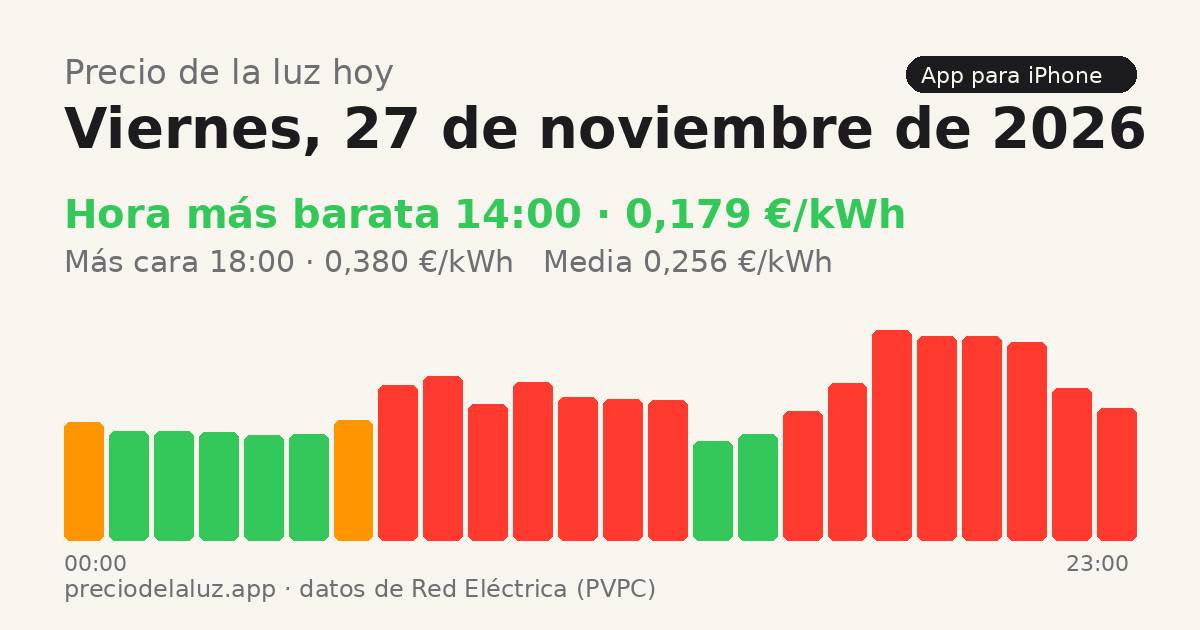 Precio de la luz hoy
App para iPhone
Viernes, 27 de noviembre de 2026
Hora más barata 14:00 · 0,179 €/kWh
Más cara 18:00 · 0,380 €/kWh   Media 0,256 €/kWh
00:00
23:00
preciodelaluz.app · datos de Red Eléctrica (PVPC)